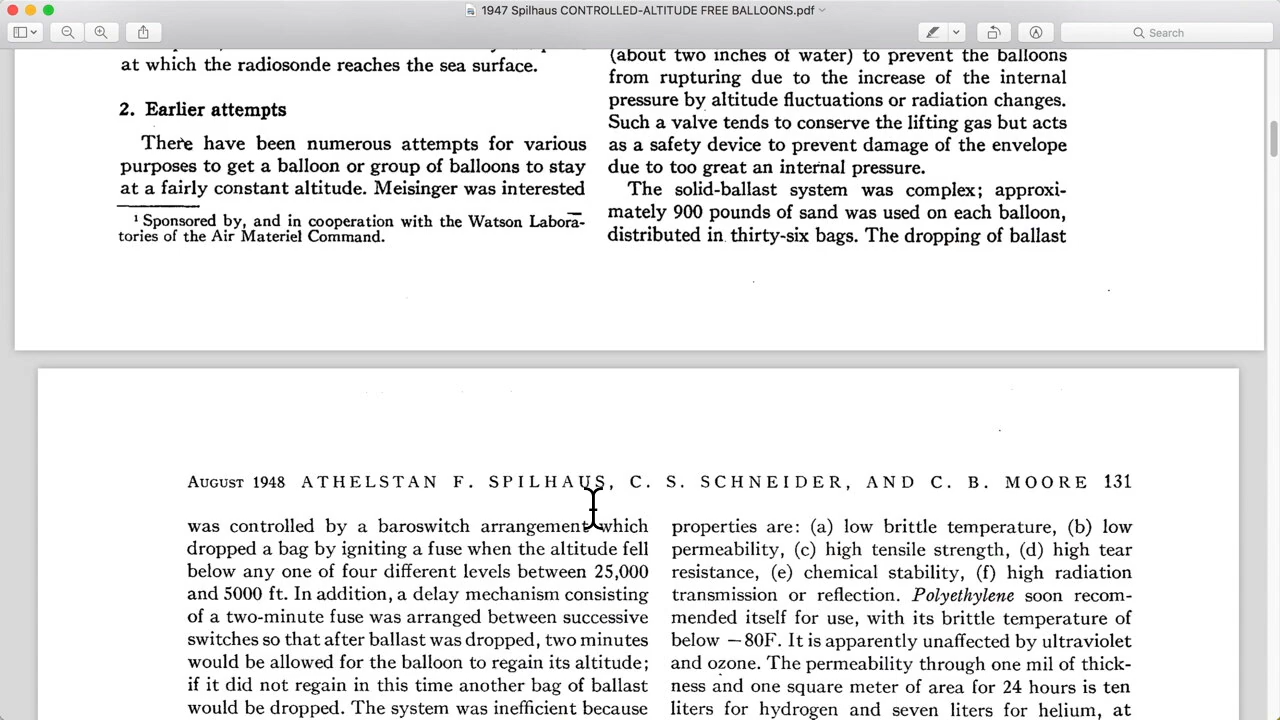 1947 Spilhaus CONTROLLED-ALTITUDE FREE BALLOONS.pdf
Search
at which the radiosonde reaches the sea surface.
2. Earlier attempts
There have been numerous attempts for various
purposes to get a balloon or group of balloons to stay
at a fairly constant altitude. Meisinger was interested
1 Sponsored by, and in cooperation with the Watson Labora-
tories of the Air Materiel Command.
(about two inches of water) to prevent the balloons
from rupturing due to the increase of the internal
pressure by altitude fluctuations or radiation changes.
Such a valve tends to conserve the lifting gas but acts
as a safety device to prevent damage of the envelope
due to too great an internal pressure.
The solid-ballast system was complex; approxi-
mately 900 pounds of sand was used on each balloon,
distributed in thirty-six bags. The dropping of ballast
AUGUST 1948 ATHELSTAN F. SPILHAUS, C. S. SCHNEIDER, AND C. B. MOORE 131
was controlled by a baroswitch arrangement which
dropped a bag by igniting a fuse when the altitude fell
below any one of four different levels between 25,000
and 5000 ft. In addition, a delay mechanism consisting
of a two-minute fuse was arranged between successive
switches so that after ballast was dropped, two minutes
would be allowed for the balloon to regain its altitude;
if it did not regain in this time another bag of ballast
would be dropped. The system was inefficient because
properties are: (a) low brittle temperature, (b) low
permeability, (c) high tensile strength, (d) high tear
resistance, (e) chemical stability, (f) high radiation
transmission or reflection. Polyethylene soon recom-
mended itself for use, with its brittle temperature of
below −80F. It is apparently unaffected by ultraviolet
and ozone. The permeability through one mil of thick-
ness and one square meter of area for 24 hours is ten
liters for hydrogen and seven liters for helium, at